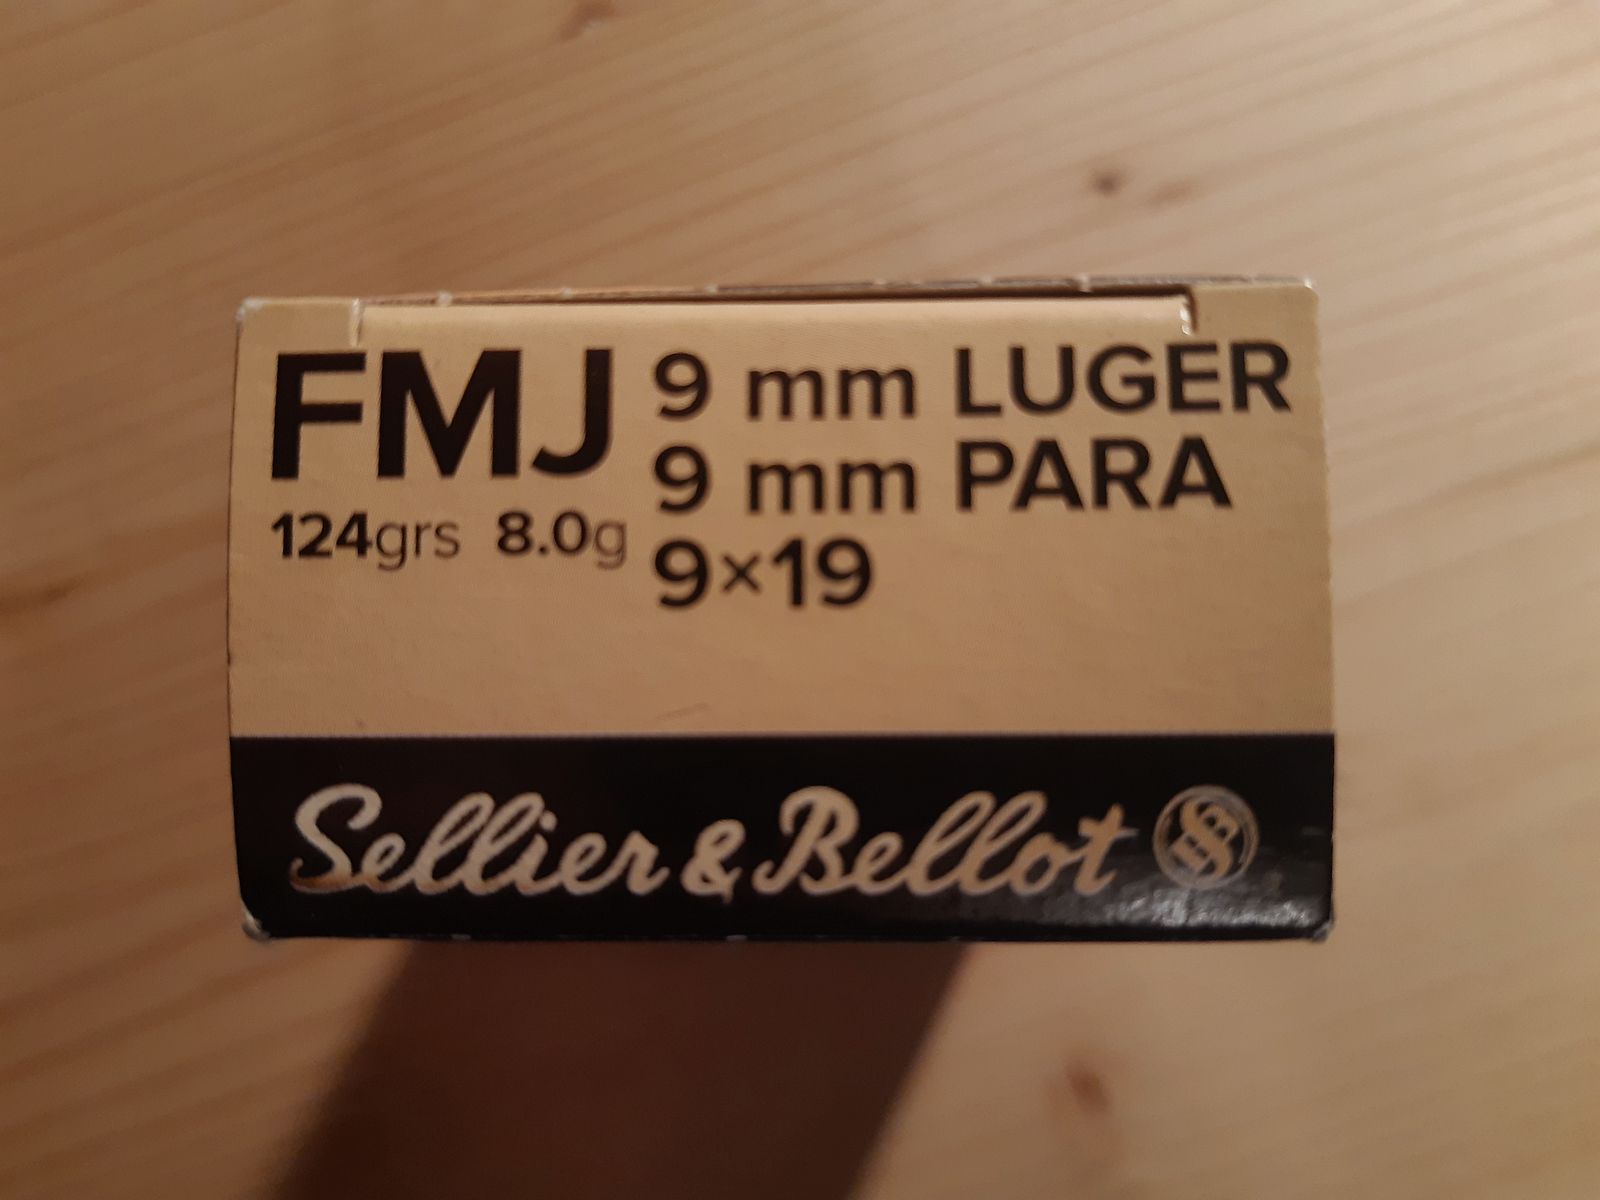 FMJ
124grs 8.0g
9 mm LUGER
9 mm PARA
9×19
Sellier & Bellot